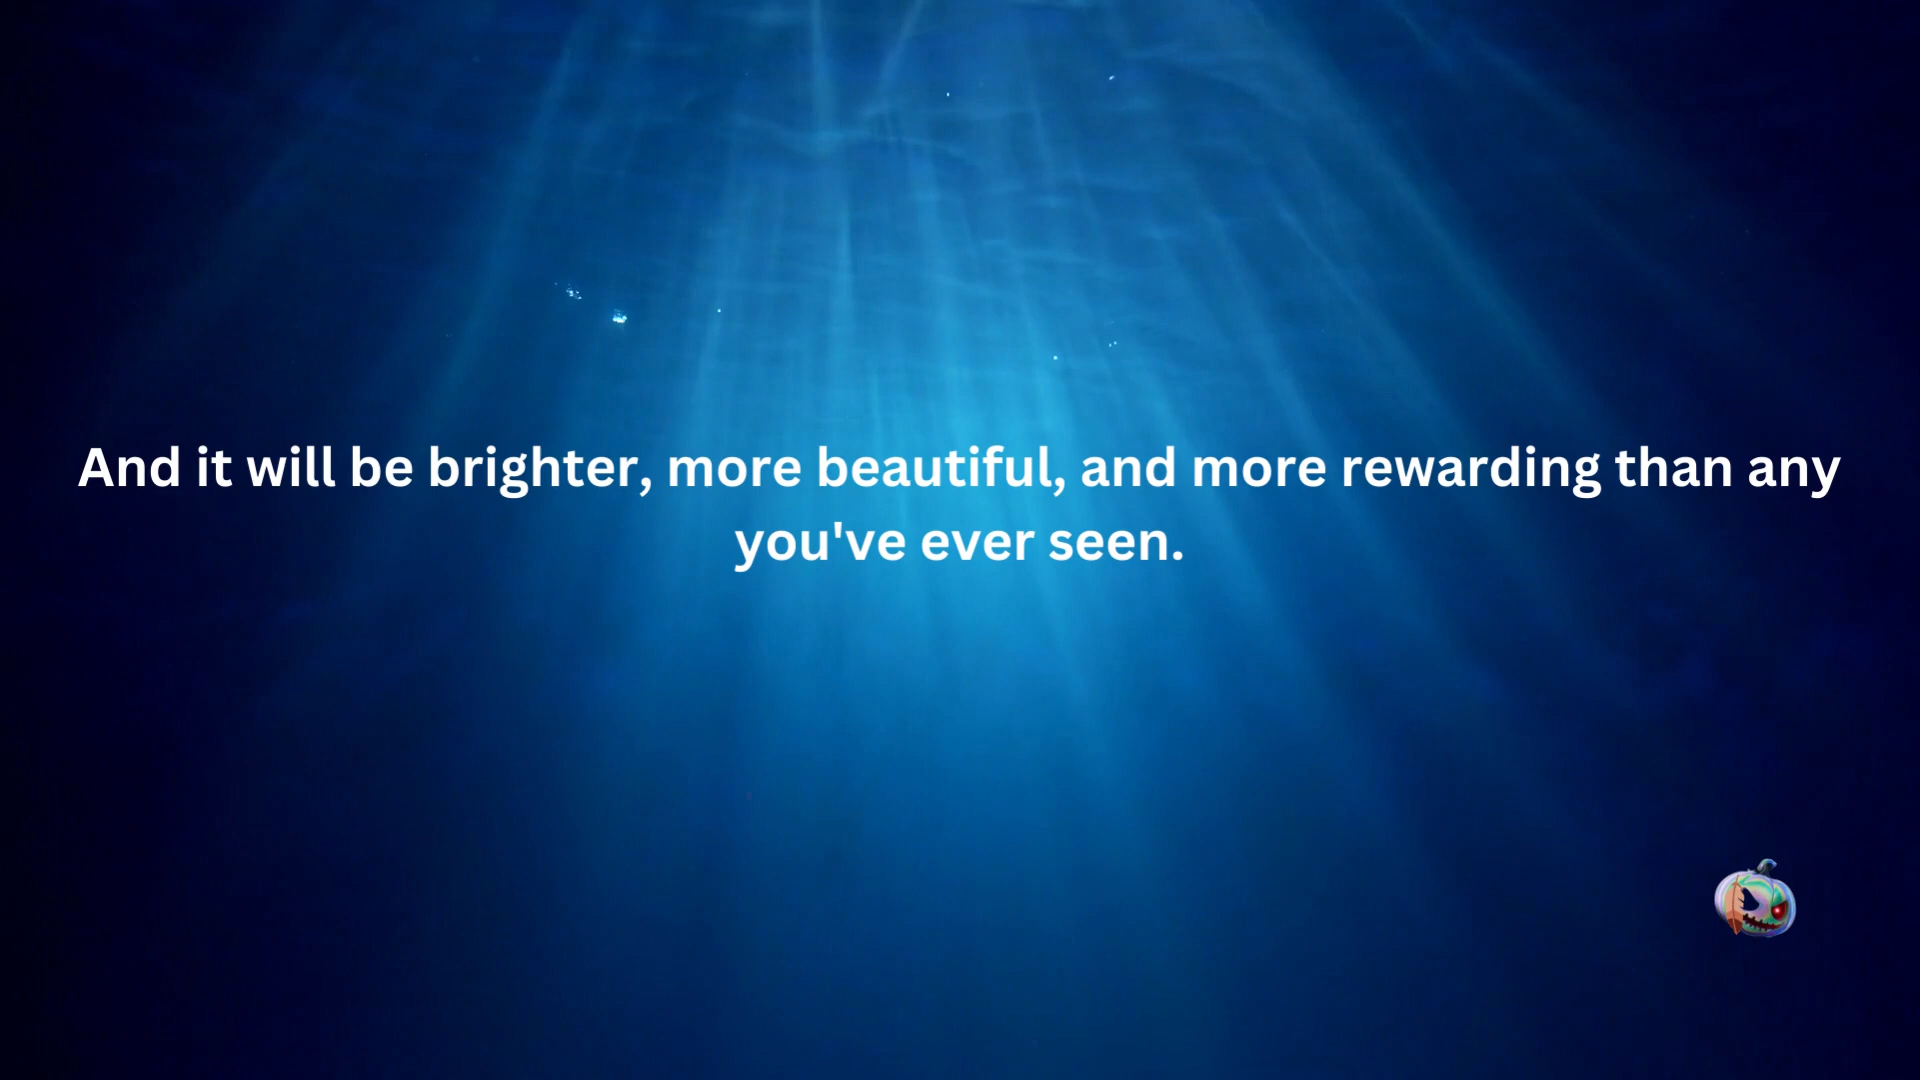 And it will be brighter, more beautiful, and more rewarding than any
you've ever seen.